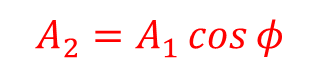 A₂ = A₁ cos ϕ